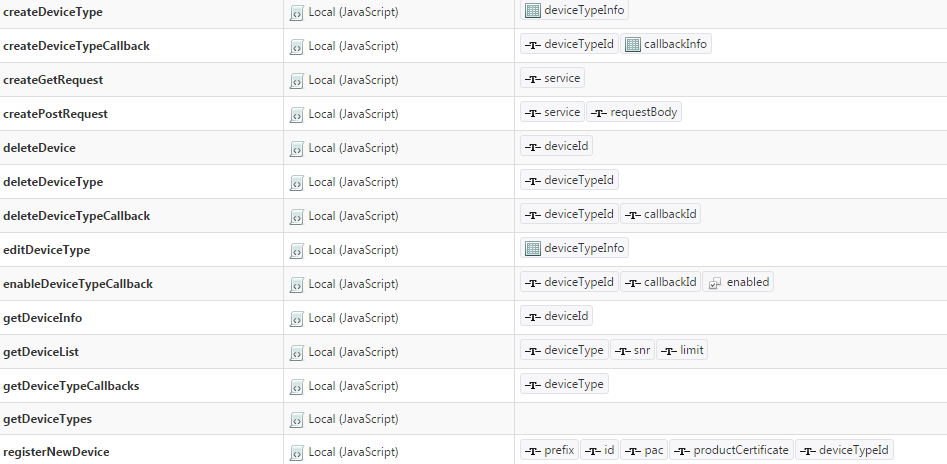 createDeviceType Local (JavaScript) deviceTypeInfo
createDeviceTypeCallback Local (JavaScript) deviceTypeId callbackInfo
createGetRequest Local (JavaScript) service
createPostRequest Local (JavaScript) service requestBody
deleteDevice Local (JavaScript) deviceId
deleteDeviceType Local (JavaScript) deviceTypeId
deleteDeviceTypeCallback Local (JavaScript) deviceTypeId callbackId
editDeviceType Local (JavaScript) deviceTypeInfo
enableDeviceTypeCallback Local (JavaScript) deviceTypeId callbackId enabled
getDeviceInfo Local (JavaScript) deviceId
getDeviceList Local (JavaScript) deviceType snr limit
getDeviceTypeCallbacks Local (JavaScript) deviceType
getDeviceTypes Local (JavaScript)
registerNewDevice Local (JavaScript) prefix id pac productCertificate deviceTypeId